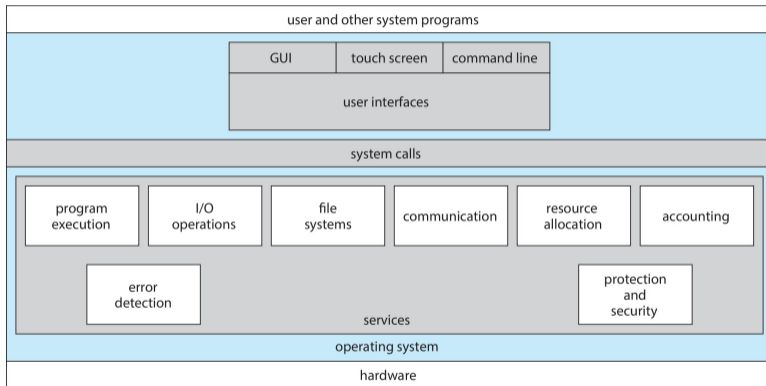 user and other system programs
GUI
touch screen
command line
user interfaces
system calls
program
execution
I/O
operations
file
systems
communication
resource
allocation
accounting
error
detection
protection
and
security
services
operating system
hardware